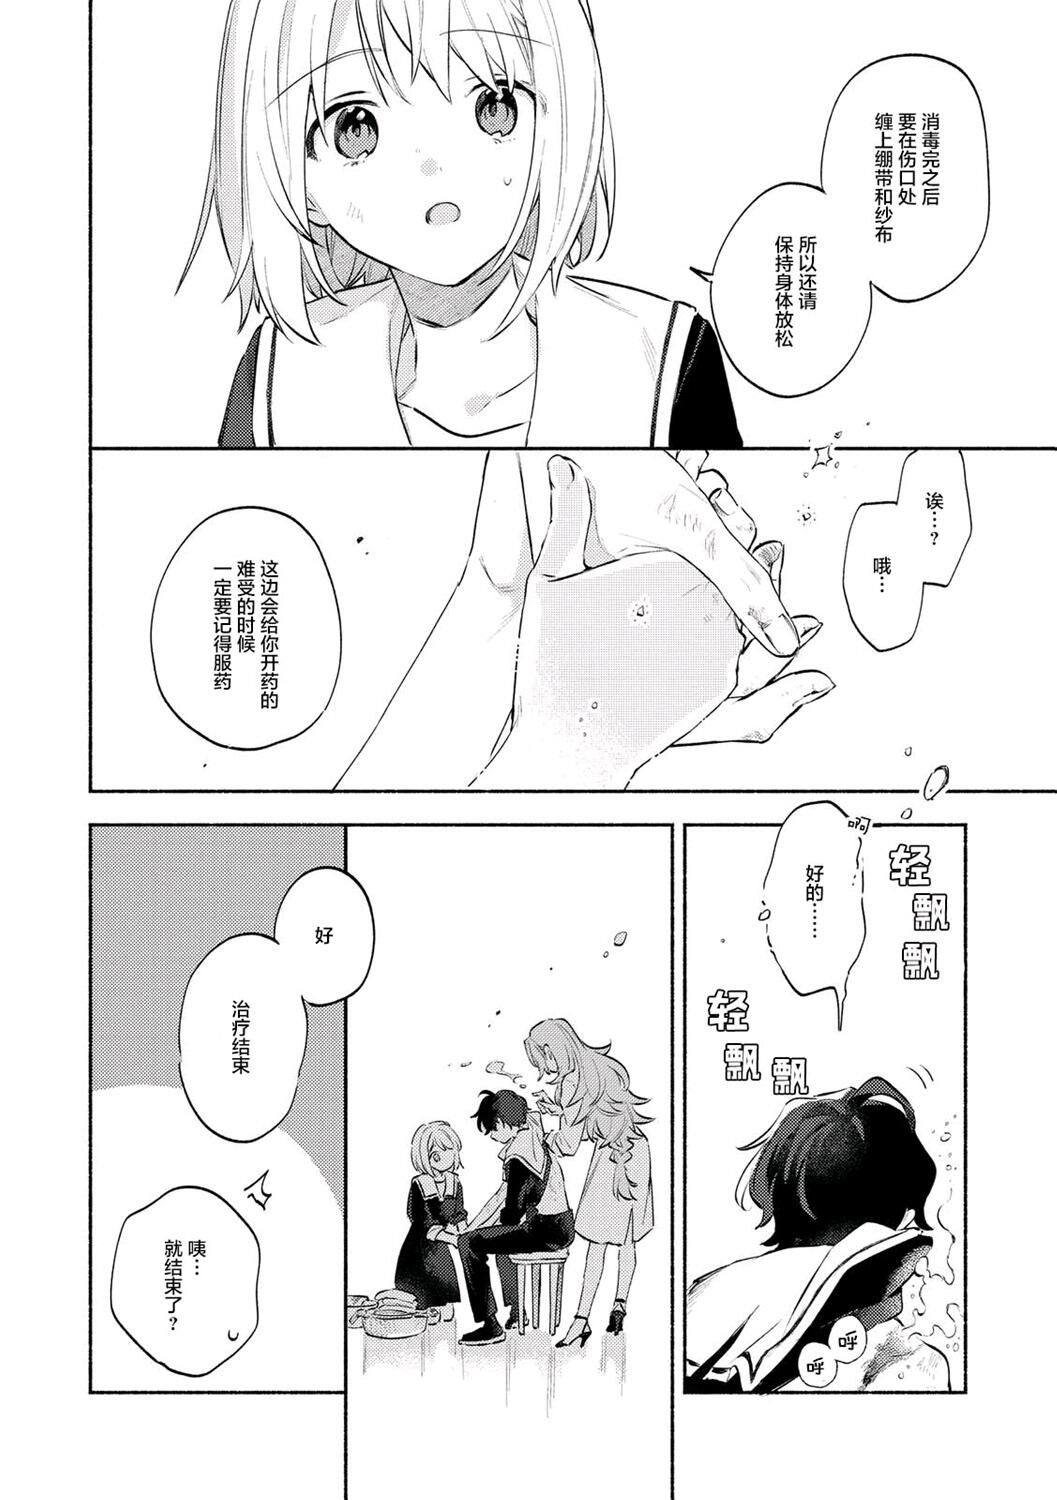 消毒完之后
要在伤口处
缠上绷带和纱布
所以还请
保持身体放松
诶…?
哦…
这边会给你开药的
难受的时候
一定要记得服药
啊
好的……
轻飘飘
轻飘飘
呼
呼
好
治疗结束
咦…
就结束了?